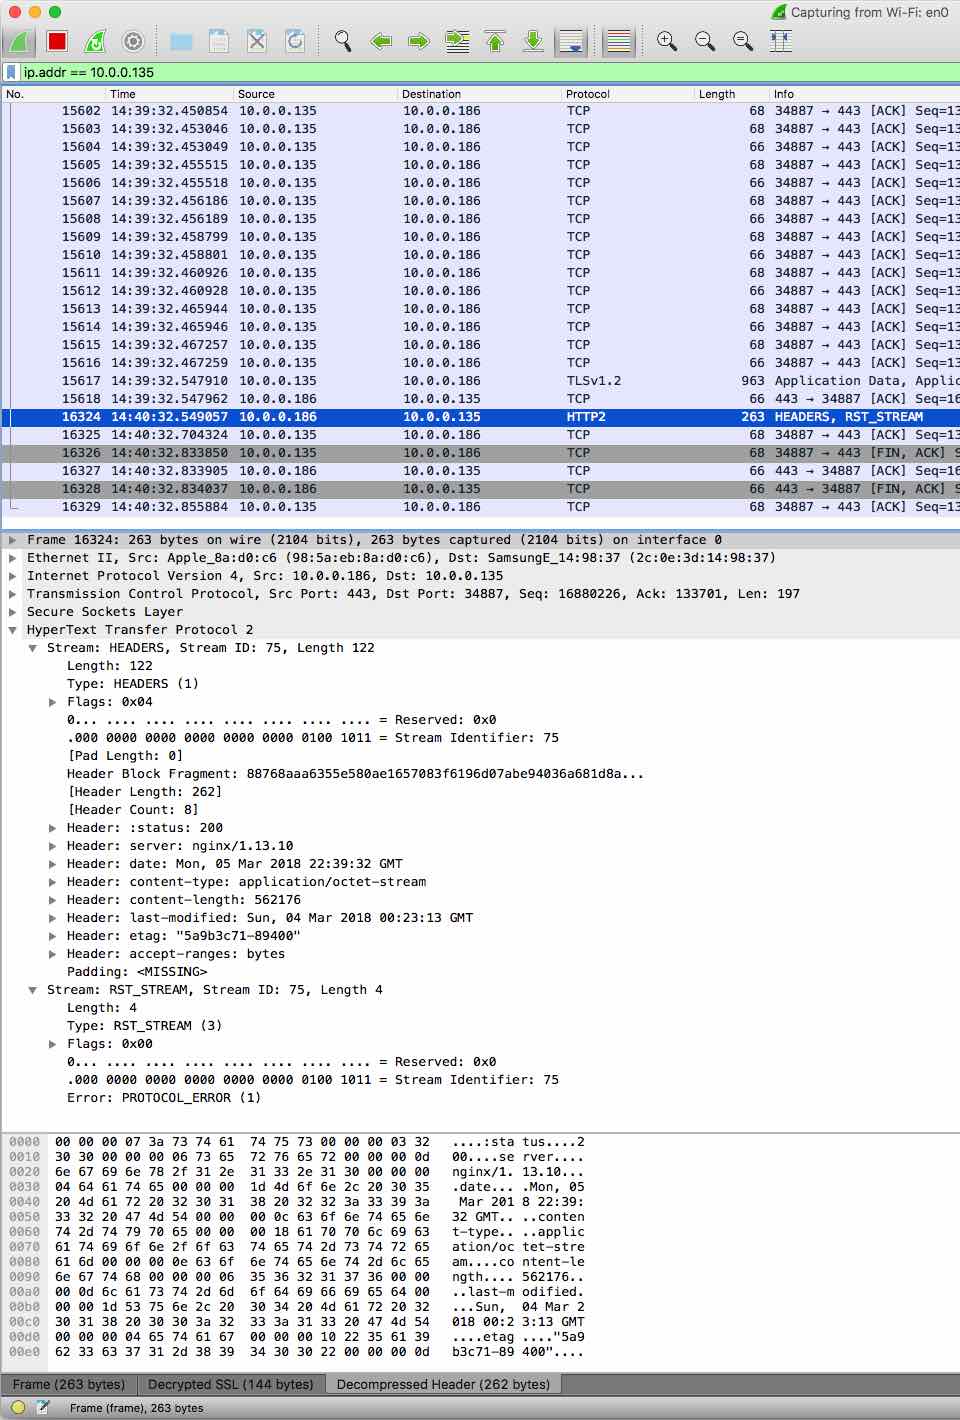 Capturing from Wi-Fi: en0
ip.addr == 10.0.0.135
No. Time Source Destination Protocol Length Info
15602 14:39:32.450854 10.0.0.135 10.0.0.186 TCP 68 34887 → 443 [ACK] Seq=13
15603 14:39:32.453046 10.0.0.135 10.0.0.186 TCP 68 34887 → 443 [ACK] Seq=13
15604 14:39:32.453049 10.0.0.135 10.0.0.186 TCP 66 34887 → 443 [ACK] Seq=13
15605 14:39:32.455515 10.0.0.135 10.0.0.186 TCP 68 34887 → 443 [ACK] Seq=13
15606 14:39:32.455518 10.0.0.135 10.0.0.186 TCP 66 34887 → 443 [ACK] Seq=13
15607 14:39:32.456186 10.0.0.135 10.0.0.186 TCP 68 34887 → 443 [ACK] Seq=13
15608 14:39:32.456189 10.0.0.135 10.0.0.186 TCP 66 34887 → 443 [ACK] Seq=13
15609 14:39:32.458799 10.0.0.135 10.0.0.186 TCP 68 34887 → 443 [ACK] Seq=13
15610 14:39:32.458801 10.0.0.135 10.0.0.186 TCP 66 34887 → 443 [ACK] Seq=13
15611 14:39:32.460926 10.0.0.135 10.0.0.186 TCP 68 34887 → 443 [ACK] Seq=13
15612 14:39:32.460928 10.0.0.135 10.0.0.186 TCP 66 34887 → 443 [ACK] Seq=13
15613 14:39:32.465944 10.0.0.135 10.0.0.186 TCP 68 34887 → 443 [ACK] Seq=13
15614 14:39:32.465946 10.0.0.135 10.0.0.186 TCP 66 34887 → 443 [ACK] Seq=13
15615 14:39:32.467257 10.0.0.135 10.0.0.186 TCP 68 34887 → 443 [ACK] Seq=13
15616 14:39:32.467259 10.0.0.135 10.0.0.186 TCP 66 34887 → 443 [ACK] Seq=13
15617 14:39:32.547910 10.0.0.135 10.0.0.186 TLSv1.2 963 Application Data, Applic
15618 14:39:32.547962 10.0.0.186 10.0.0.135 TCP 66 443 → 34887 [ACK] Seq=16
16324 14:40:32.549057 10.0.0.186 10.0.0.135 HTTP2 263 HEADERS, RST_STREAM
16325 14:40:32.704324 10.0.0.135 10.0.0.186 TCP 68 34887 → 443 [ACK] Seq=13
16326 14:40:32.833850 10.0.0.135 10.0.0.186 TCP 68 34887 → 443 [FIN, ACK] S
16327 14:40:32.833905 10.0.0.186 10.0.0.135 TCP 66 443 → 34887 [ACK] Seq=16
16328 14:40:32.834037 10.0.0.186 10.0.0.135 TCP 66 443 → 34887 [FIN, ACK] S
16329 14:40:32.855884 10.0.0.135 10.0.0.186 TCP 68 34887 → 443 [ACK] Seq=13
Frame 16324: 263 bytes on wire (2104 bits), 263 bytes captured (2104 bits) on interface 0
Ethernet II, Src: Apple_8a:d0:c6 (98:5a:eb:8a:d0:c6), Dst: SamsungE_14:98:37 (2c:0e:3d:14:98:37)
Internet Protocol Version 4, Src: 10.0.0.186, Dst: 10.0.0.135
Transmission Control Protocol, Src Port: 443, Dst Port: 34887, Seq: 16880226, Ack: 133701, Len: 197
Secure Sockets Layer
HyperText Transfer Protocol 2
Stream: HEADERS, Stream ID: 75, Length 122
Length: 122
Type: HEADERS (1)
Flags: 0x04
0... .... .... .... .... .... .... .... = Reserved: 0x0
.000 0000 0000 0000 0000 0000 0100 1011 = Stream Identifier: 75
[Pad Length: 0]
Header Block Fragment: 88768aaa6355e580ae1657083f6196d07abe94036a681d8a...
[Header Length: 262]
[Header Count: 8]
Header: :status: 200
Header: server: nginx/1.13.10
Header: date: Mon, 05 Mar 2018 22:39:32 GMT
Header: content-type: application/octet-stream
Header: content-length: 562176
Header: last-modified: Sun, 04 Mar 2018 00:23:13 GMT
Header: etag: "5a9b3c71-89400"
Header: accept-ranges: bytes
Padding: <MISSING>
Stream: RST_STREAM, Stream ID: 75, Length 4
Length: 4
Type: RST_STREAM (3)
Flags: 0x00
0... .... .... .... .... .... .... .... = Reserved: 0x0
.000 0000 0000 0000 0000 0000 0100 1011 = Stream Identifier: 75
Error: PROTOCOL_ERROR (1)
0000 00 00 00 07 3a 73 74 61 74 75 73 00 00 00 03 32 ....:sta tus....2
0010 30 30 00 00 00 06 73 65 72 76 65 72 00 00 00 0d 00....se rver....
0020 6e 67 69 6e 78 2f 31 2e 31 33 2e 31 30 00 00 00 nginx/1. 13.10...
0030 04 64 61 74 65 00 00 00 1d 4d 6f 6e 2c 20 30 35 .date... .Mon, 05
0040 20 4d 61 72 20 32 30 31 38 20 32 32 3a 33 39 3a Mar 201 8 22:39:
0050 33 32 20 47 4d 54 00 00 00 0c 63 6f 6e 74 65 6e 32 GMT.. ..conten
0060 74 2d 74 79 70 65 00 00 00 18 61 70 70 6c 69 63 t-type.. ..applic
0070 61 74 69 6f 6e 2f 6f 63 74 65 74 2d 73 74 72 65 ation/oc tet-stre
0080 61 6d 00 00 00 0e 63 6f 6e 74 65 6e 74 2d 6c 65 am....co ntent-le
0090 6e 67 74 68 00 00 00 06 35 36 32 31 37 36 00 00 ngth.... 562176..
00a0 00 0d 6c 61 73 74 2d 6d 6f 64 69 66 69 65 64 00 ..last-m odified.
00b0 00 00 1d 53 75 6e 2c 20 30 34 20 4d 61 72 20 32 ...Sun, 04 Mar 2
00c0 30 31 38 20 30 30 3a 32 33 3a 31 33 20 47 4d 54 018 00:2 3:13 GMT
00d0 00 00 00 04 65 74 61 67 00 00 00 10 22 35 61 39 ....etag ...."5a9
00e0 62 33 63 37 31 2d 38 39 34 30 30 22 00 00 00 0d b3c71-89 400"....
Frame (263 bytes) Decrypted SSL (144 bytes) Decompressed Header (262 bytes)
Frame (frame), 263 bytes